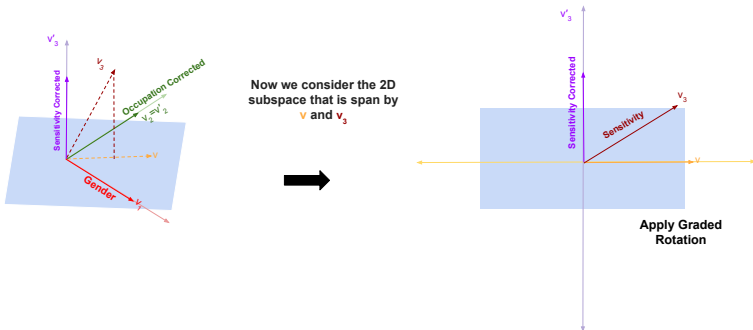 v'3
v3
Sensitivity Corrected
Occupation Corrected
v2=v'2
v
Gender
v1
Now we consider the 2D
subspace that is span by
v and v3
v'3
Sensitivity Corrected
v3
Sensitivity
v
Apply Graded
Rotation